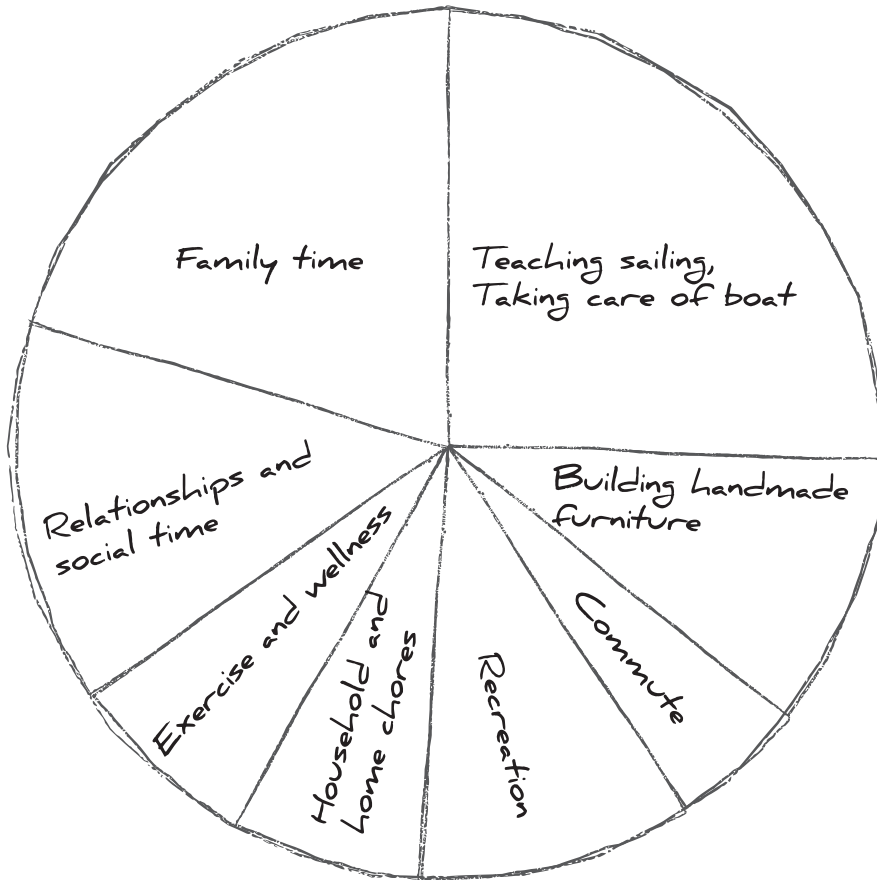 Family time
Teaching sailing,
Taking care of boat
Building handmade
furniture
Commute
Recreation
Household and
home chores
Exercise and wellness
Relationships and
social time